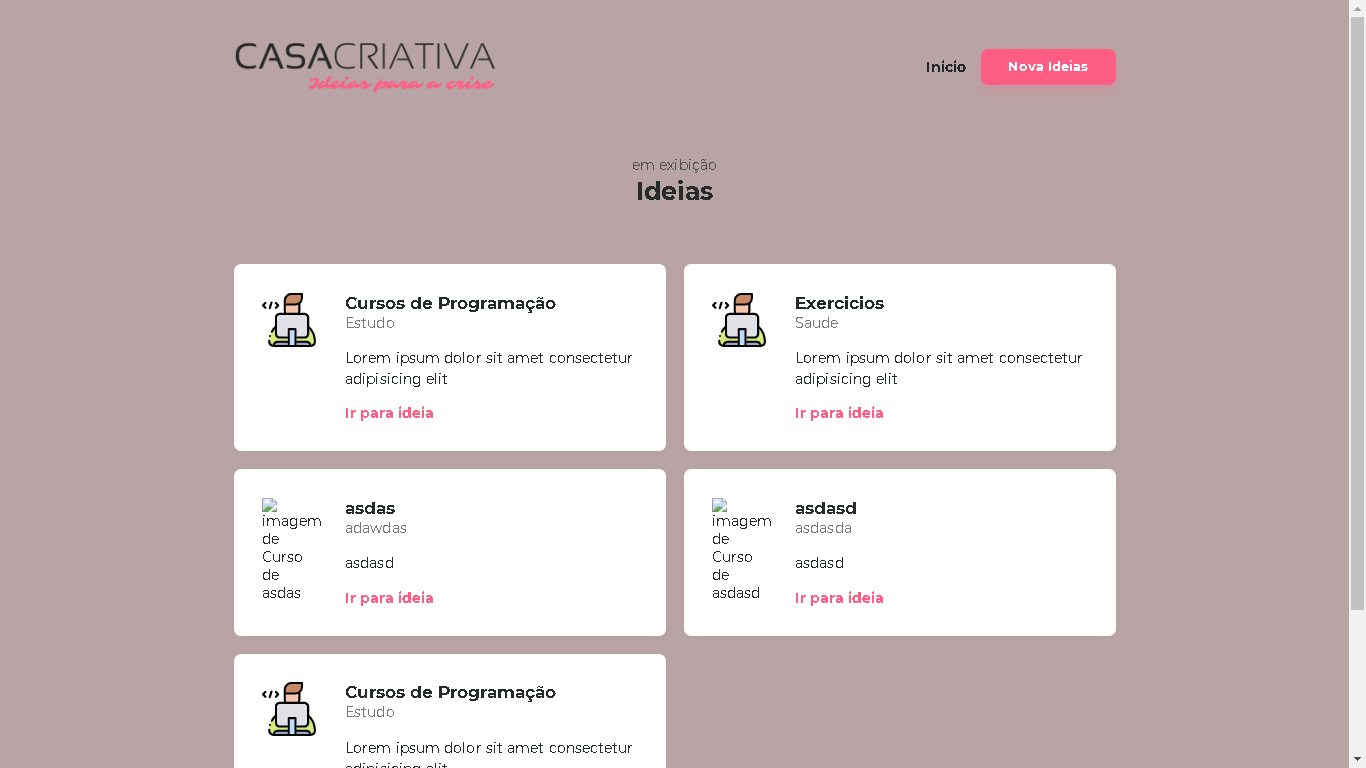 CASACRIATIVA
Ideias para a crise
Início
Nova Ideias
em exibição
Ideias
Cursos de Programação
Estudo
Lorem ipsum dolor sit amet consectetur
adipisicing elit
Ir para ideia
Exercicios
Saude
Lorem ipsum dolor sit amet consectetur
adipisicing elit
Ir para ideia
imagem
de
Curso
de
asdas
asdas
adawdas
asdasd
Ir para ideia
imagem
de
Curso
de
asdasd
asdasd
asdasda
asdasd
Ir para ideia
Cursos de Programação
Estudo
Lorem ipsum dolor sit amet consectetur
adipisicing elit